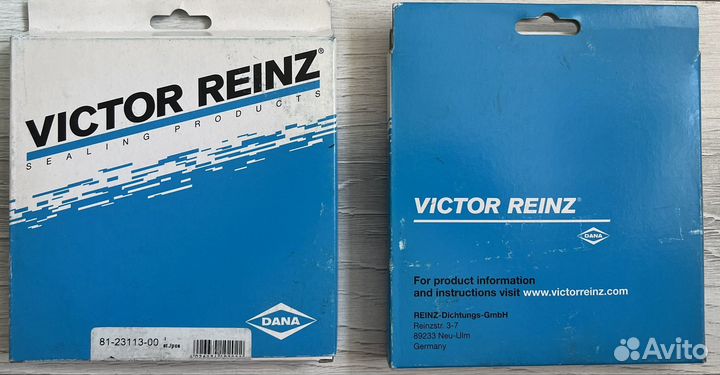 VICTOR REINZ®
SEALING PRODUCTS
DANA
81-23113-00
VICTOR REINZ®
DANA
For product information
and instructions visit www.victorreinz.com
REINZ-Dichtungs-GmbH
Reinzstr. 3-7
89233 Neu-Ulm
Germany
Avito